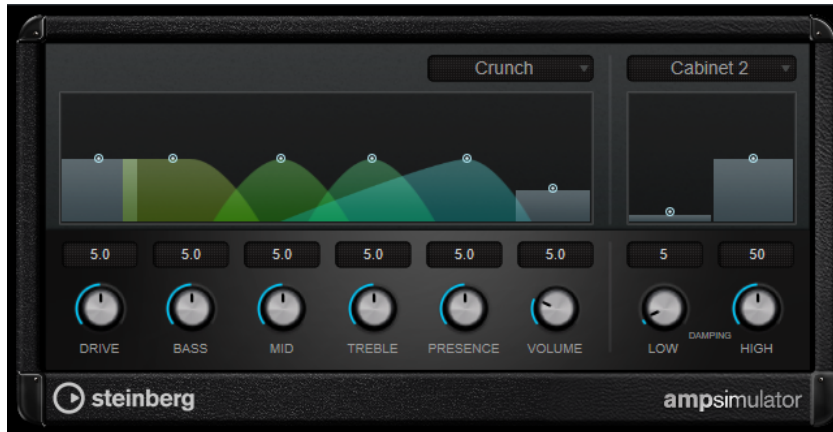 Crunch Cabinet 2
5.0 5.0 5.0 5.0 5.0 5.0 5 50
DRIVE BASS MID TREBLE PRESENCE VOLUME LOW DAMPING HIGH
steinberg ampsimulator